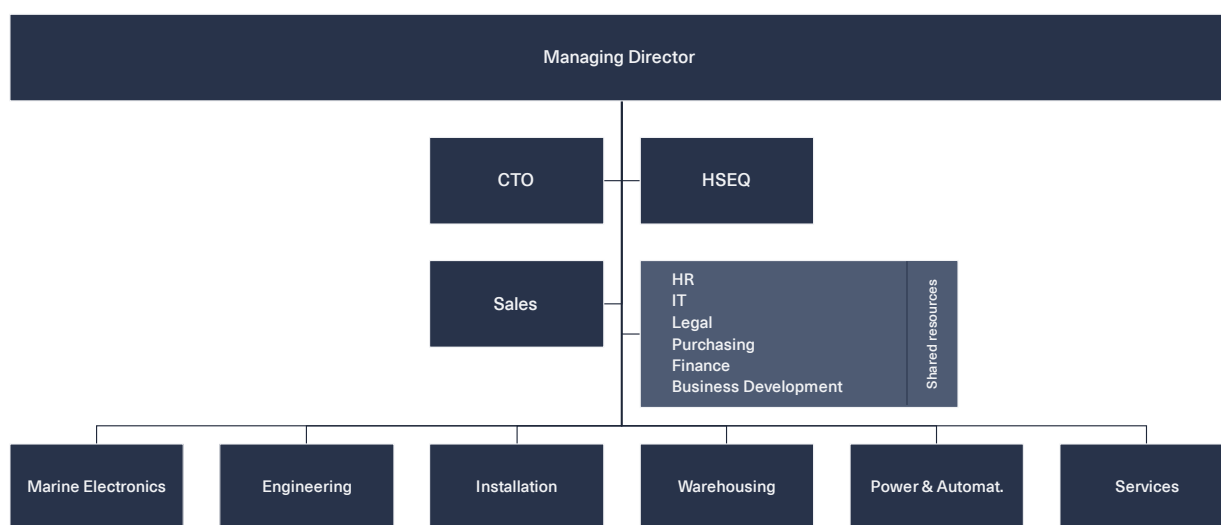 Managing Director
CTO
HSEQ
Sales
HR
IT
Legal
Purchasing
Finance
Business Development
Shared resources
Marine Electronics
Engineering
Installation
Warehousing
Power & Automat.
Services